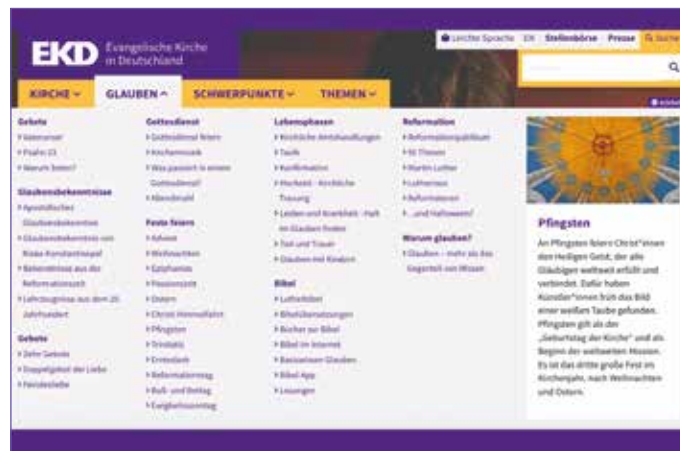 EKD Evangelische Kirche
in Deutschland
Leichte Sprache EN Stellenbörse Presse Suche
KIRCHE GLAUBEN SCHWERPUNKTE THEMEN
Gebete
Vaterunser
Psalm 23
Warum beten?
Glaubensbekenntnisse
Apostolisches
Glaubensbekenntnis
Glaubensbekenntnis von
Nizäa-Konstantinopel
Bekenntnisse aus der
Reformationszeit
Lehrzeugnisse aus dem 20.
Jahrhundert
Gebote
Zehn Gebote
Doppelgebot der Liebe
Feindesliebe
Gottesdienst
Gottesdienst feiern
Kirchenmusik
Was passiert in einem
Gottesdienst?
Abendmahl
Feste feiern
Advent
Weihnachten
Epiphanias
Passionszeit
Ostern
Christi Himmelfahrt
Pfingsten
Trinitatis
Erntedank
Reformationstag
Buß- und Bettag
Ewigkeitssonntag
Lebensphasen
Kirchliche Amtshandlungen
Taufe
Konfirmation
Hochzeit - Kirchliche
Trauung
Leiden und Krankheit - Halt
im Glauben finden
Tod und Trauer
Glauben mit Kindern
Bibel
Lutherbibel
Bibelübersetzungen
Bücher zur Bibel
Bibel im Internet
Basiswissen Glauben
Bibel App
Losungen
Reformation
Reformationsjubiläum
95 Thesen
Martin Luther
Lutherrose
Reformatoren
...und Halloween?
Warum glauben?
Glauben – mehr als das
Gegenteil von Wissen
Pfingsten
An Pfingsten feiern Christ*innen
den Heiligen Geist, der alle
Gläubigen weltweit erfüllt und
verbindet. Dafür haben
Künstler*innen früh das Bild
einer weißen Taube gefunden.
Pfingsten gilt als der
„Geburtstag der Kirche“ und als
Beginn der weltweiten Mission.
Es ist das dritte große Fest im
Kirchenjahr, nach Weihnachten
und Ostern.